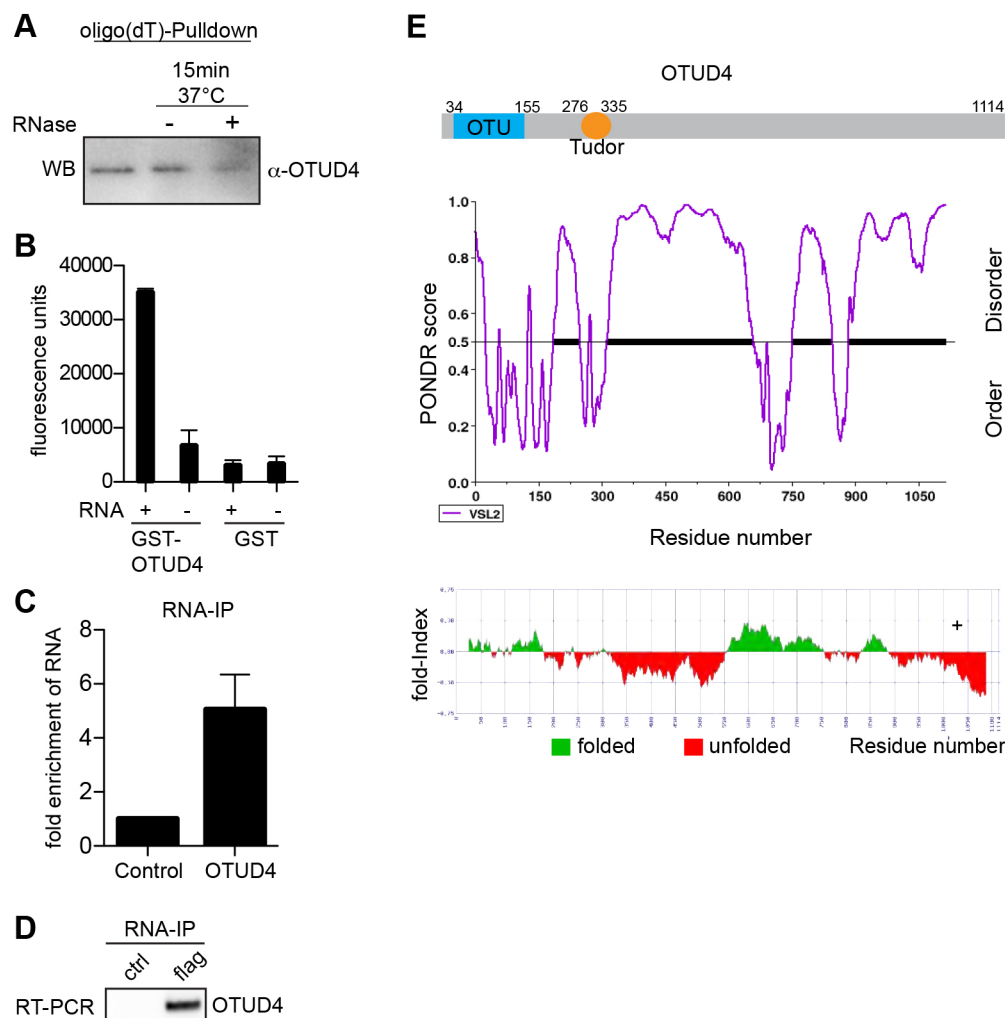 A
oligo(dT)-Pulldown
15min
37°C
RNase - +
WB α-OTUD4
B
fluorescence units
40000
30000
20000
10000
0
RNA + - + -
GST-OTUD4 GST
C
RNA-IP
fold enrichment of RNA
8
6
4
2
0
Control OTUD4
D
RNA-IP
ctrl flag
RT-PCR OTUD4
E
OTUD4
34 155 276 335 1114
OTU
Tudor
PONDR score
1.0
0.8
0.6
0.5
0.4
0.2
0.0
0 150 300 450 600 750 900 1050
Disorder
Order
VSL2
Residue number
fold-Index
+
folded unfolded Residue number